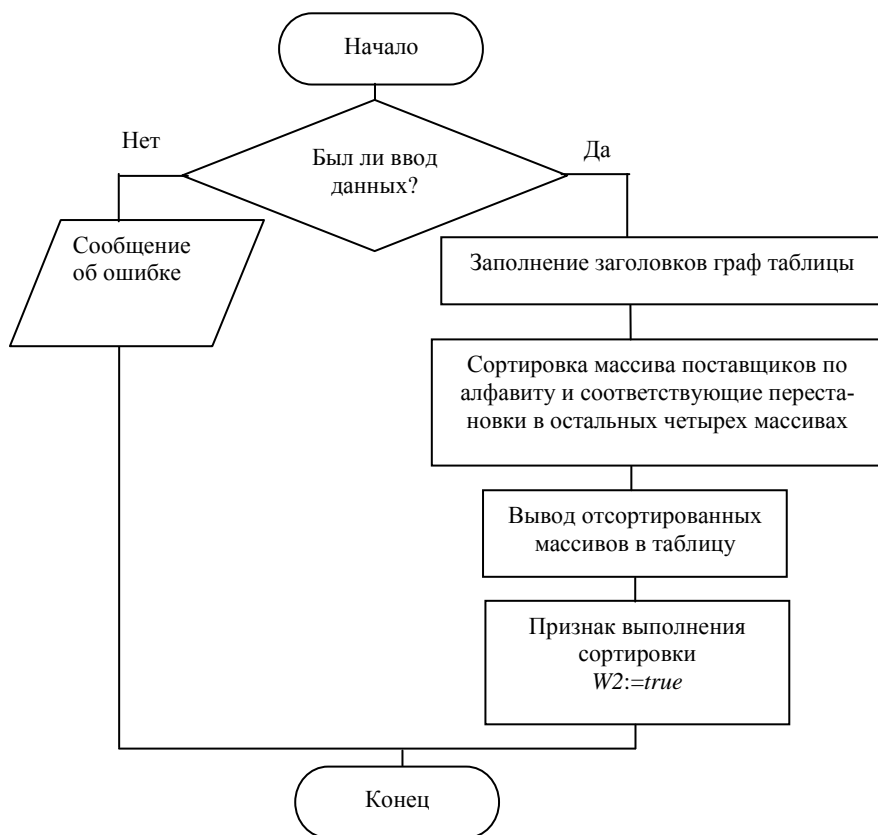 Начало
Нет
Был ли ввод
данных?
Да
Сообщение
об ошибке
Заполнение заголовков граф таблицы
Сортировка массива поставщиков по
алфавиту и соответствующие переста-
новки в остальных четырех массивах
Вывод отсортированных
массивов в таблицу
Признак выполнения
сортировки
W2:=true
Конец